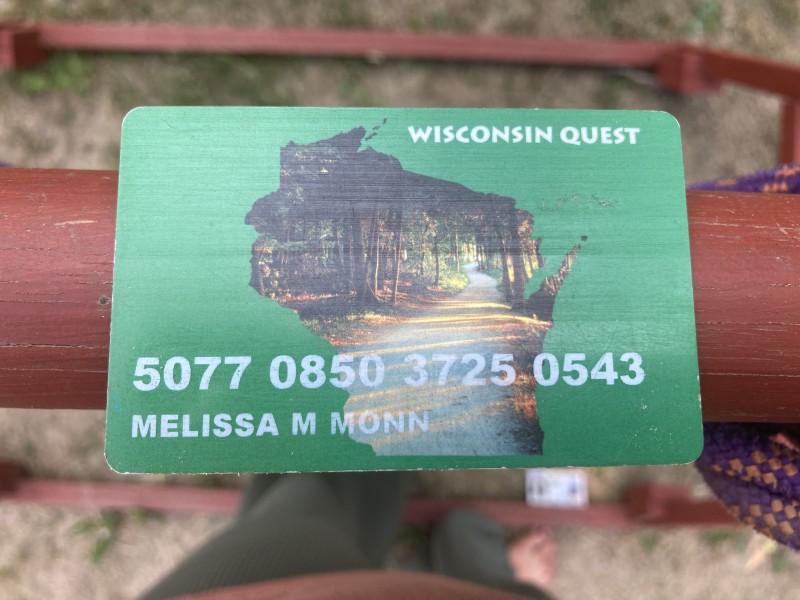 WISCONSIN QUEST
5077 0850 3725 0543
MELISSA M MONN